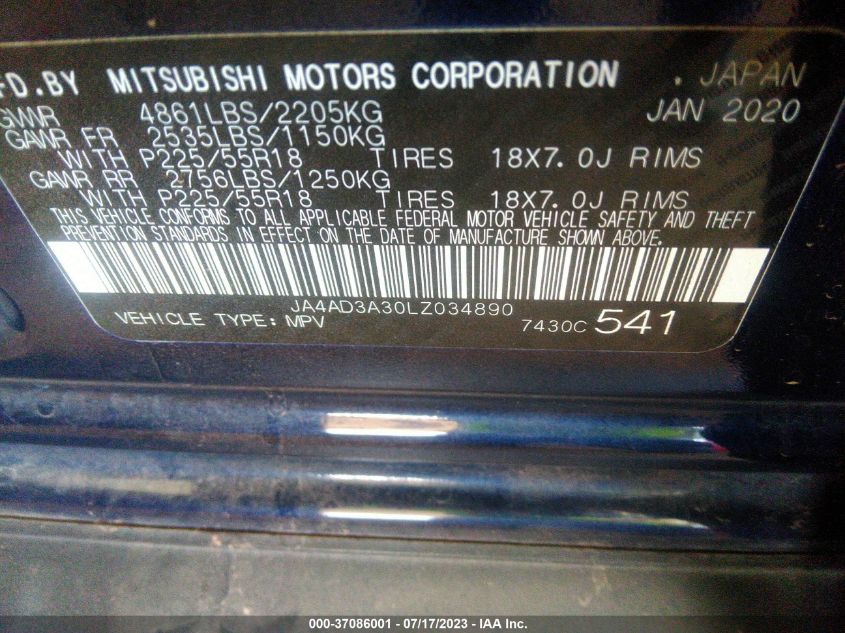 FD. BY MITSUBISHI MOTORS CORPORATION . JAPAN
GVWR 4861LBS/2205KG JAN 2020
GAWR FR 2535LBS/1150KG
WITH P225/55R18 TIRES 18X7.0J RIMS
GAWR RR 2756LBS/1250KG
WITH P225/55R18 TIRES 18X7.0J RIMS
THIS VEHICLE CONFORMS TO ALL APPLICABLE FEDERAL MOTOR VEHICLE SAFETY AND THEFT
PREVENTION STANDARDS IN EFFECT ON THE DATE OF MANUFACTURE SHOWN ABOVE.
JA4AD3A30LZ034890
VEHICLE TYPE: MPV 7430C 541
000-37086001 - 07/17/2023 - IAA Inc.